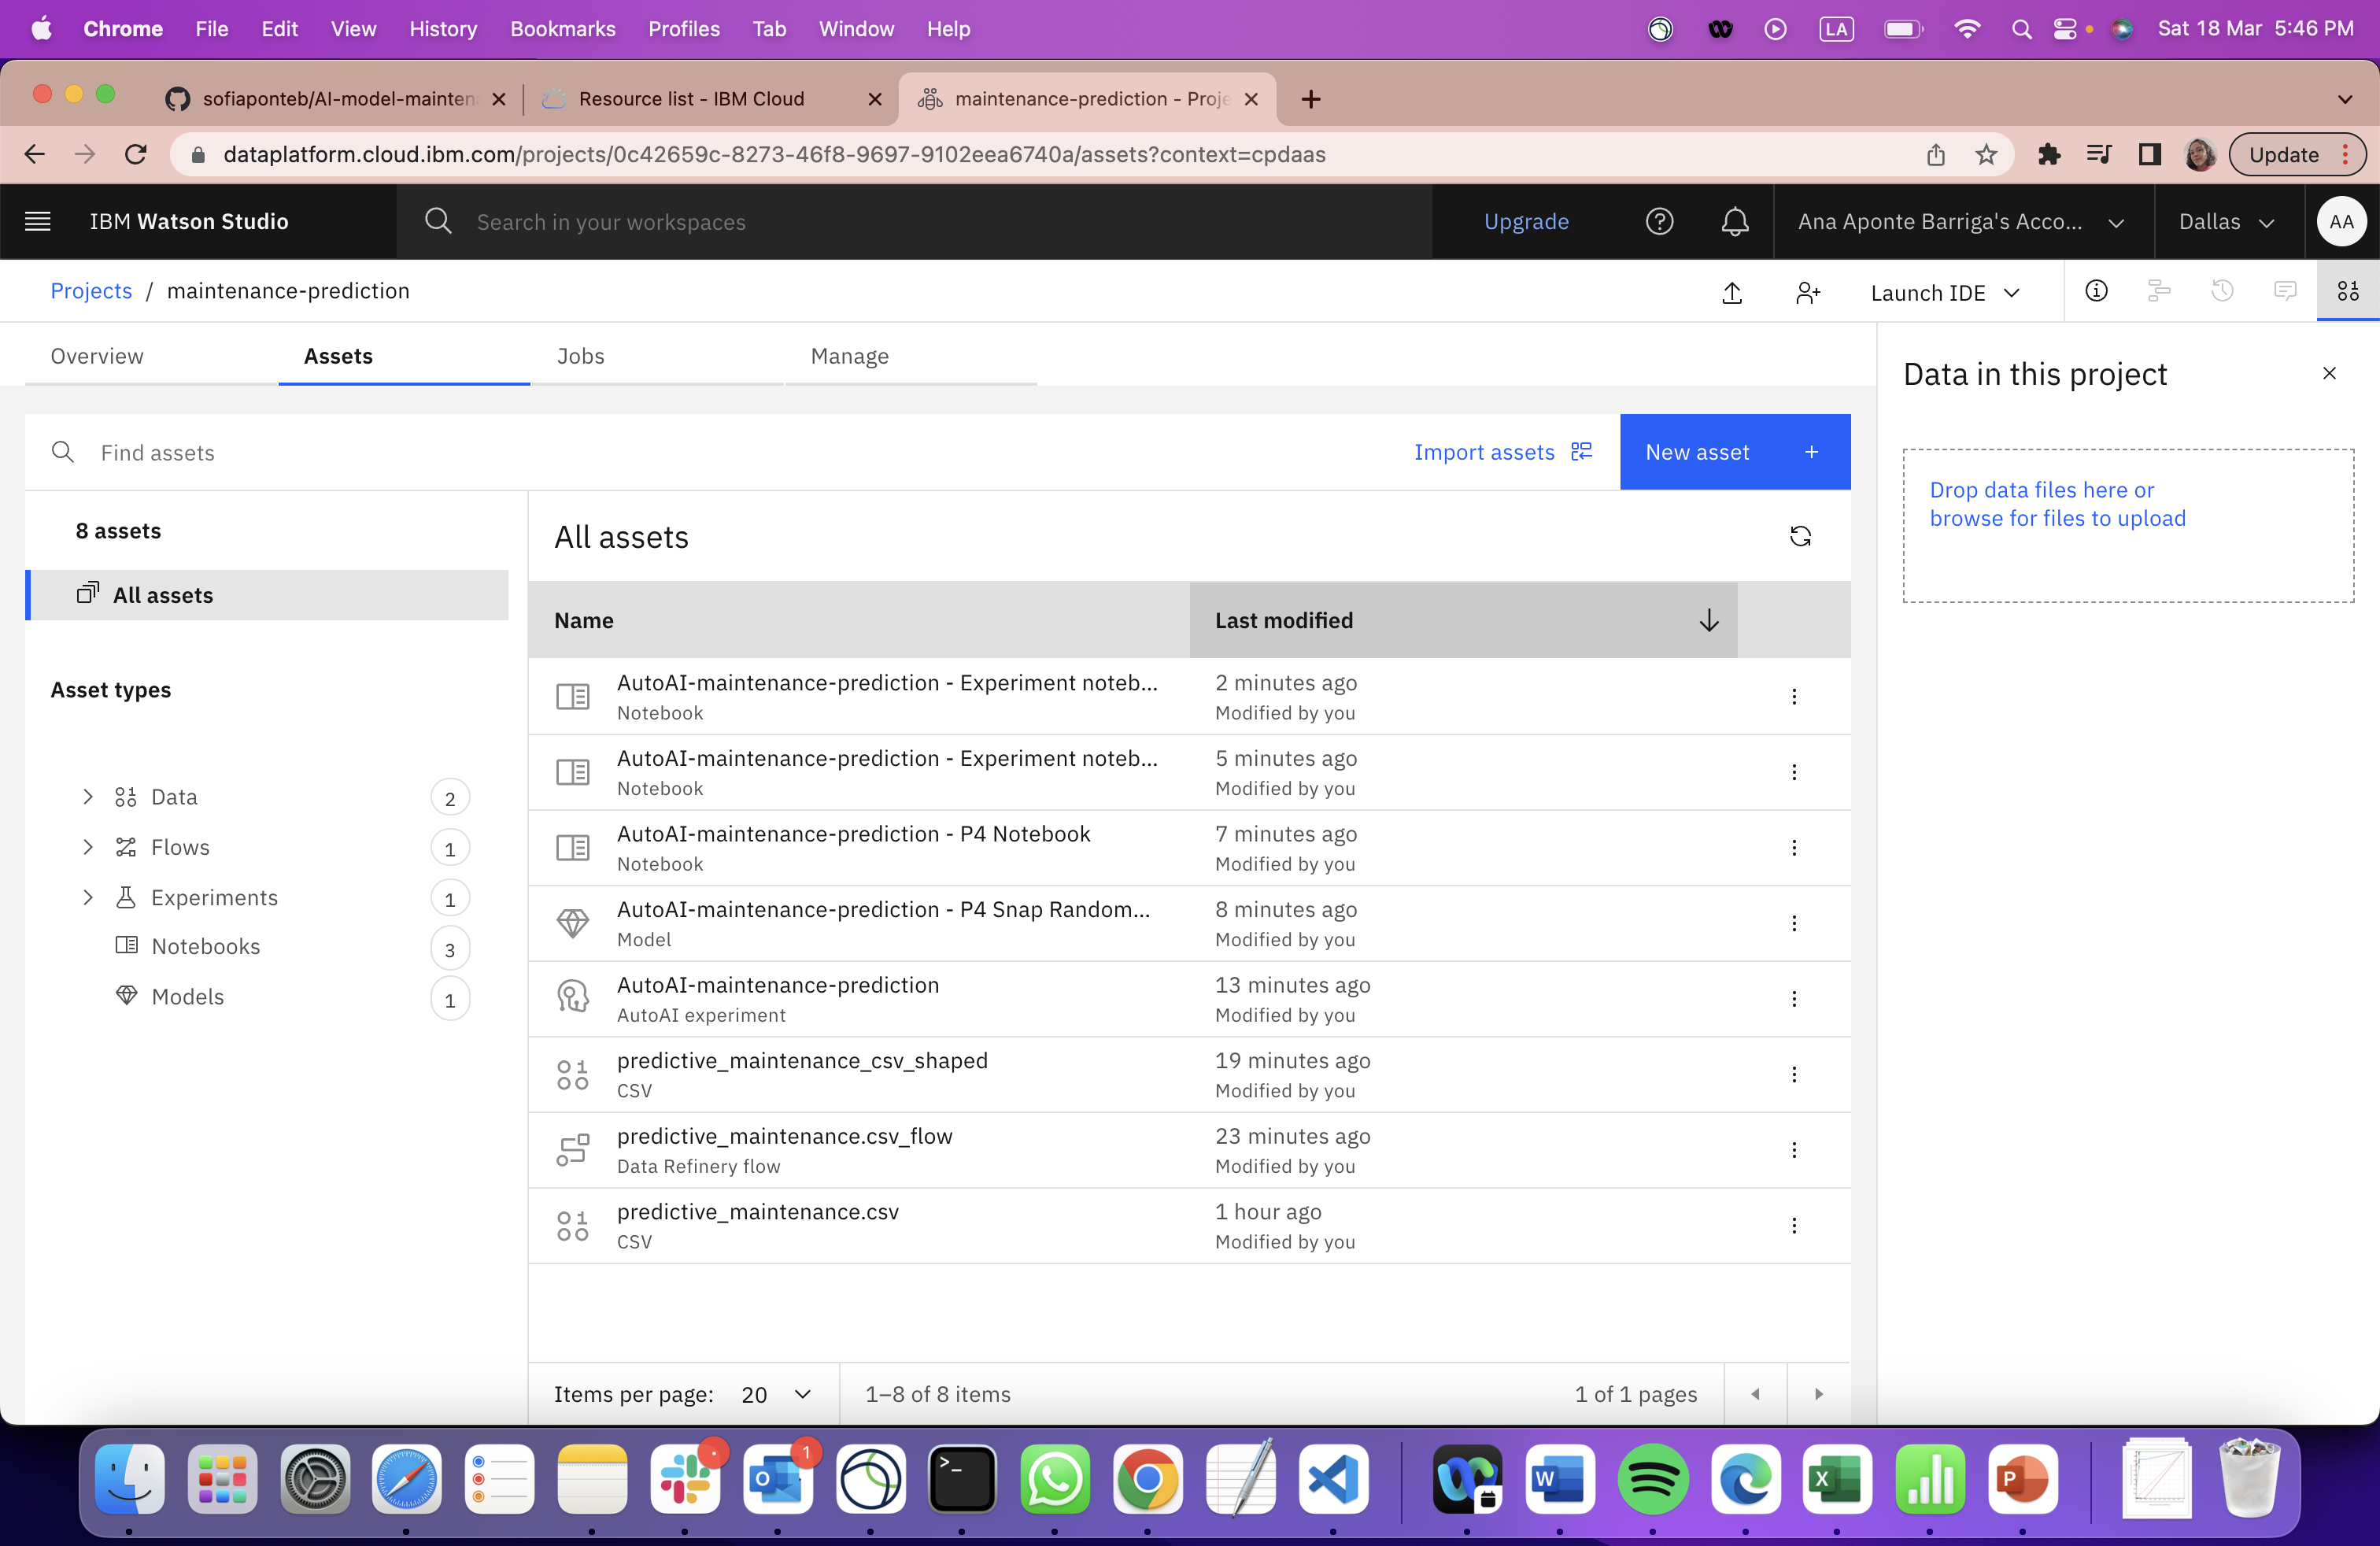 Chrome File Edit View History Bookmarks Profiles Tab Window Help LA Sat 18 Mar 5:46 PM
sofiaponteb/AI-model-mainten Resource list - IBM Cloud maintenance-prediction - Proje
dataplatform.cloud.ibm.com/projects/0c42659c-8273-46f8-9697-9102eea6740a/assets?context=cpdaas Update
IBM Watson Studio Search in your workspaces Upgrade Ana Aponte Barriga's Acco... Dallas AA
Projects / maintenance-prediction Launch IDE
Overview Assets Jobs Manage
Data in this project
Find assets Import assets New asset +
Drop data files here or
browse for files to upload
8 assets
All assets
Asset types
Data 2
Flows 1
Experiments 1
Notebooks 3
Models 1
All assets
Name Last modified
AutoAI-maintenance-prediction - Experiment noteb... 2 minutes ago
Notebook Modified by you
AutoAI-maintenance-prediction - Experiment noteb... 5 minutes ago
Notebook Modified by you
AutoAI-maintenance-prediction - P4 Notebook 7 minutes ago
Notebook Modified by you
AutoAI-maintenance-prediction - P4 Snap Random... 8 minutes ago
Model Modified by you
AutoAI-maintenance-prediction 13 minutes ago
AutoAI experiment Modified by you
predictive_maintenance_csv_shaped 19 minutes ago
CSV Modified by you
predictive_maintenance.csv_flow 23 minutes ago
Data Refinery flow Modified by you
predictive_maintenance.csv 1 hour ago
CSV Modified by you
Items per page: 20 1–8 of 8 items 1 of 1 pages
1
O >_ W X P